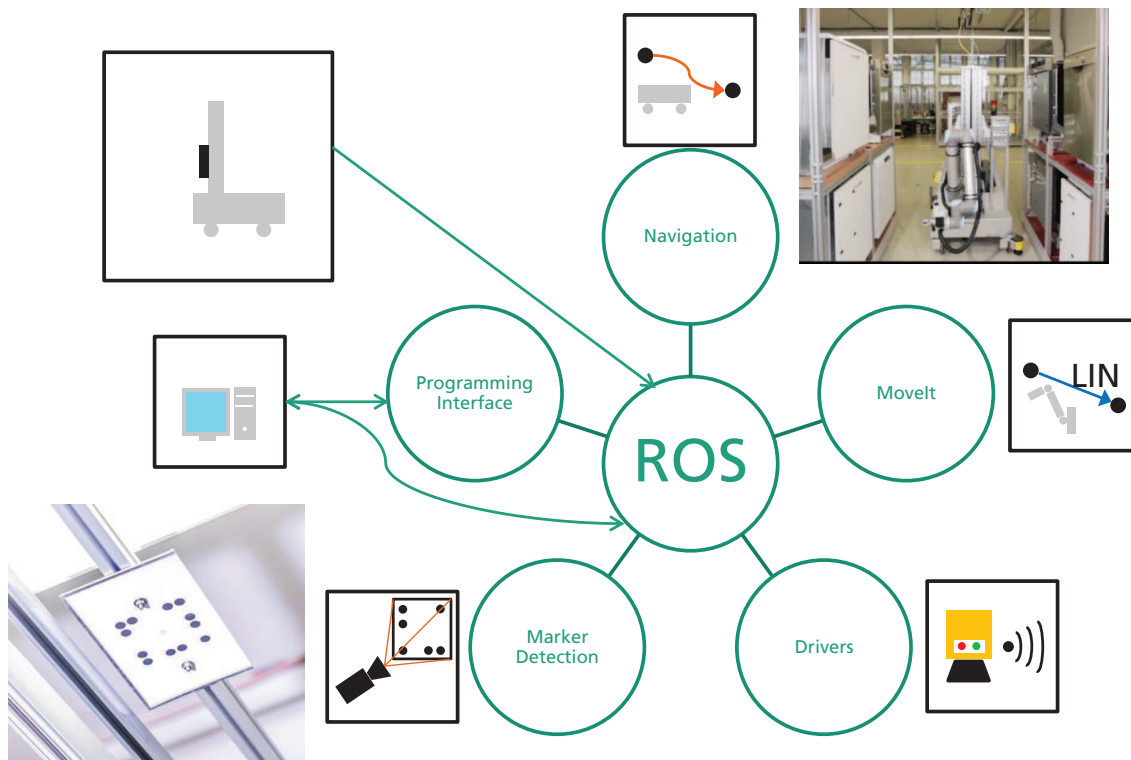 Navigation
Programming
Interface
MoveIt
LIN
ROS
Marker
Detection
Drivers